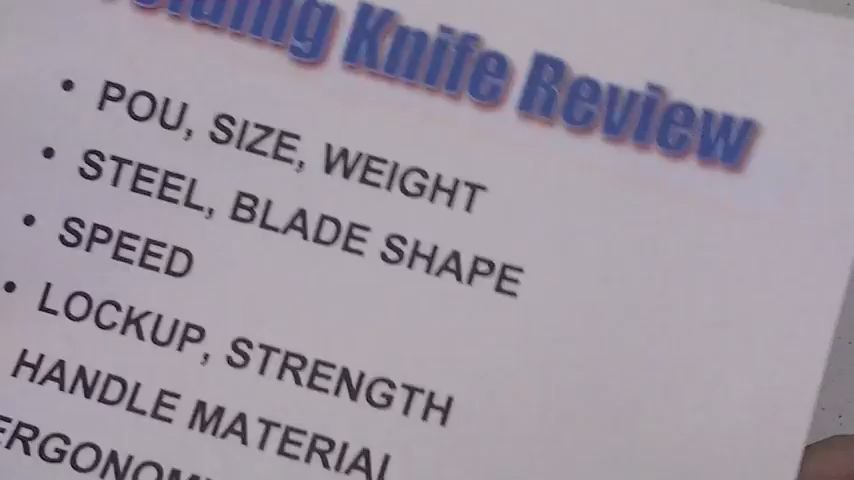 Knife Review
• POU, SIZE, WEIGHT
• STEEL, BLADE SHAPE
• SPEED
• LOCKUP, STRENGTH
HANDLE MATERIAL